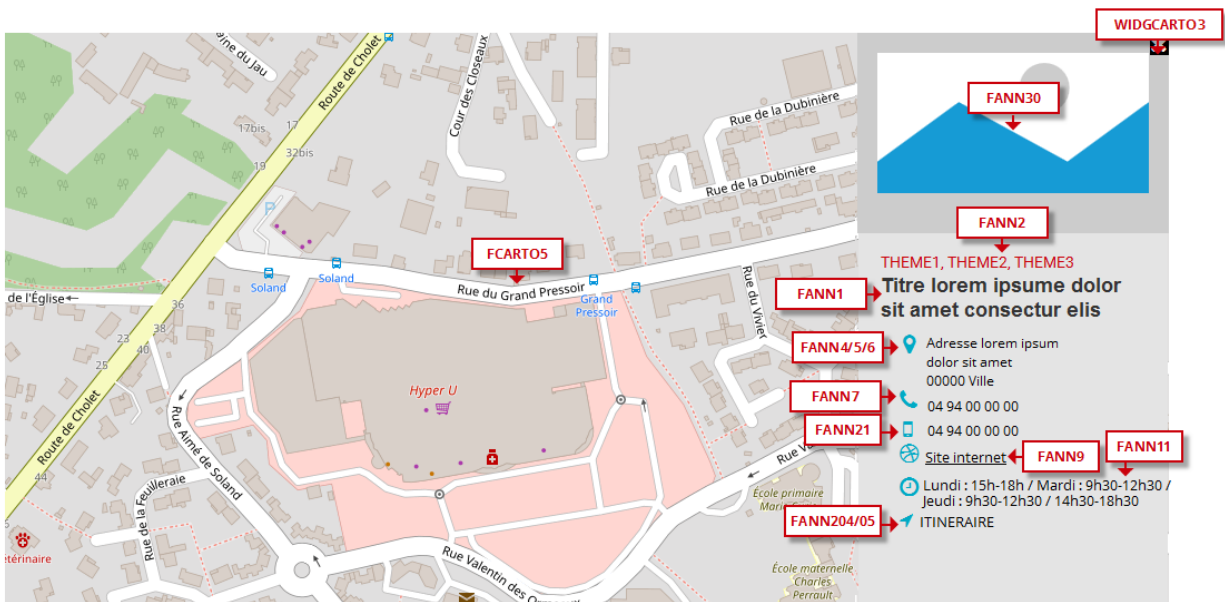 WIDGCARTO3
FANN30
FANN2
THEME1, THEME2, THEME3
FANN1
Titre lorem ipsume dolor
sit amet consectur elis
FANN4/5/6
Adresse lorem ipsum
dolor sit amet
00000 Ville
FANN7
04 94 00 00 00
FANN21
04 94 00 00 00
Site internet
FANN9
FANN11
Lundi : 15h-18h / Mardi : 9h30-12h30 /
Jeudi : 9h30-12h30 / 14h30-18h30
FANN204/05
ITINERAIRE
FCARTO5
Route de Cholet
Cour des Closeaux
Rue de la Dubinière
Rue de la Dubinière
17bis
17
32bis
19
P
Soland
Soland
Rue du Grand Pressoir
Grand
Pressoir
Rue du Vivier
de l'Église
36
38
23
40
25
Hyper U
Route de Cholet
Rue Aimé de Soland
44
Rue de la Feuilleraie
École primaire
École maternelle
Charles
Perrault
Rue Valentin des